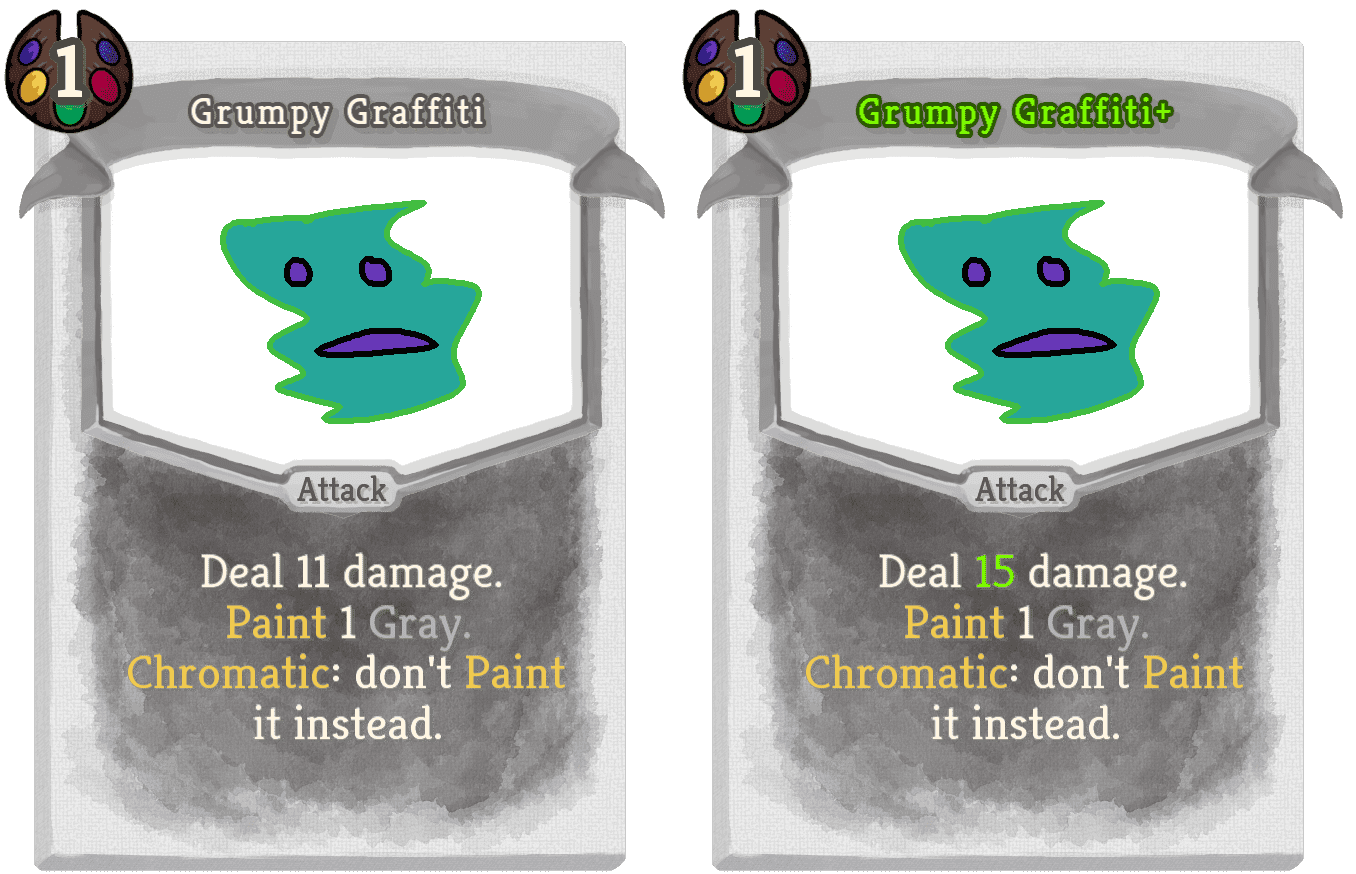 1
Grumpy Graffiti
Attack
Deal 11 damage.
Paint 1 Gray.
Chromatic: don't Paint
it instead.
1
Grumpy Graffiti+
Attack
Deal 15 damage.
Paint 1 Gray.
Chromatic: don't Paint
it instead.